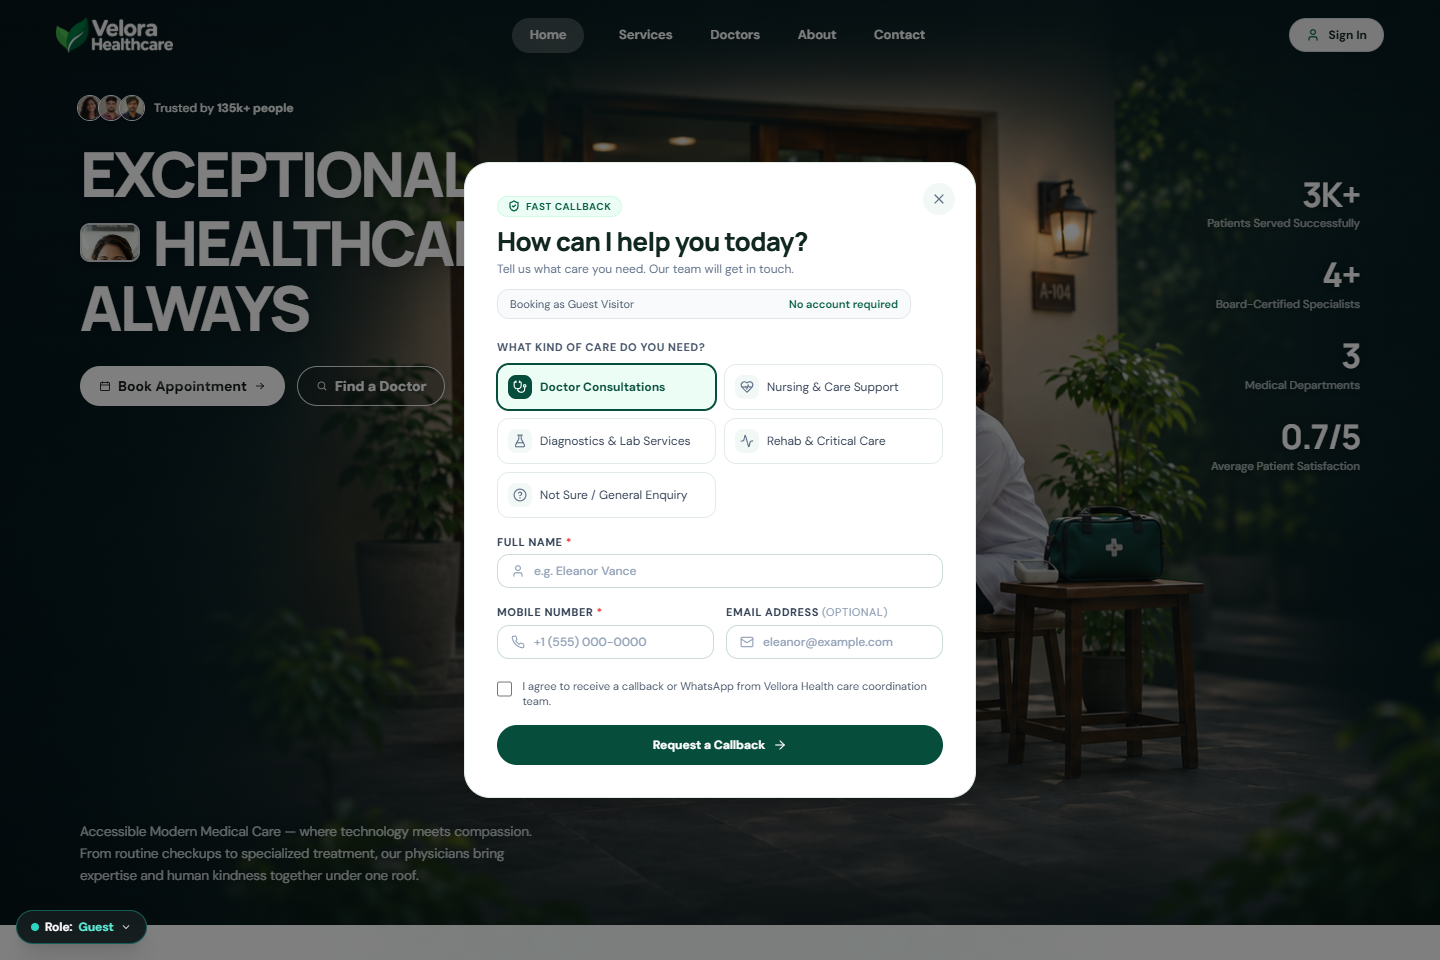 Velora
Healthcare
Home
Services
Doctors
About
Contact
Sign In
Trusted by 135k+ people
EXCEPTIONAL
HEALTHCA
ALWAYS
Book Appointment
Find a Doctor
3K+
Patients Served Successfully
4+
Board-Certified Specialists
3
Medical Departments
0.7/5
Average Patient Satisfaction
A-104
FAST CALLBACK
How can I help you today?
Tell us what care you need. Our team will get in touch.
Booking as Guest Visitor
No account required
WHAT KIND OF CARE DO YOU NEED?
Doctor Consultations
Nursing & Care Support
Diagnostics & Lab Services
Rehab & Critical Care
Not Sure / General Enquiry
FULL NAME *
e.g. Eleanor Vance
MOBILE NUMBER *
EMAIL ADDRESS (OPTIONAL)
+1 (555) 000-0000
eleanor@example.com
I agree to receive a callback or WhatsApp from Vellora Health care coordination
team.
Request a Callback
Accessible Modern Medical Care — where technology meets compassion.
From routine checkups to specialized treatment, our physicians bring
expertise and human kindness together under one roof.
Role: Guest